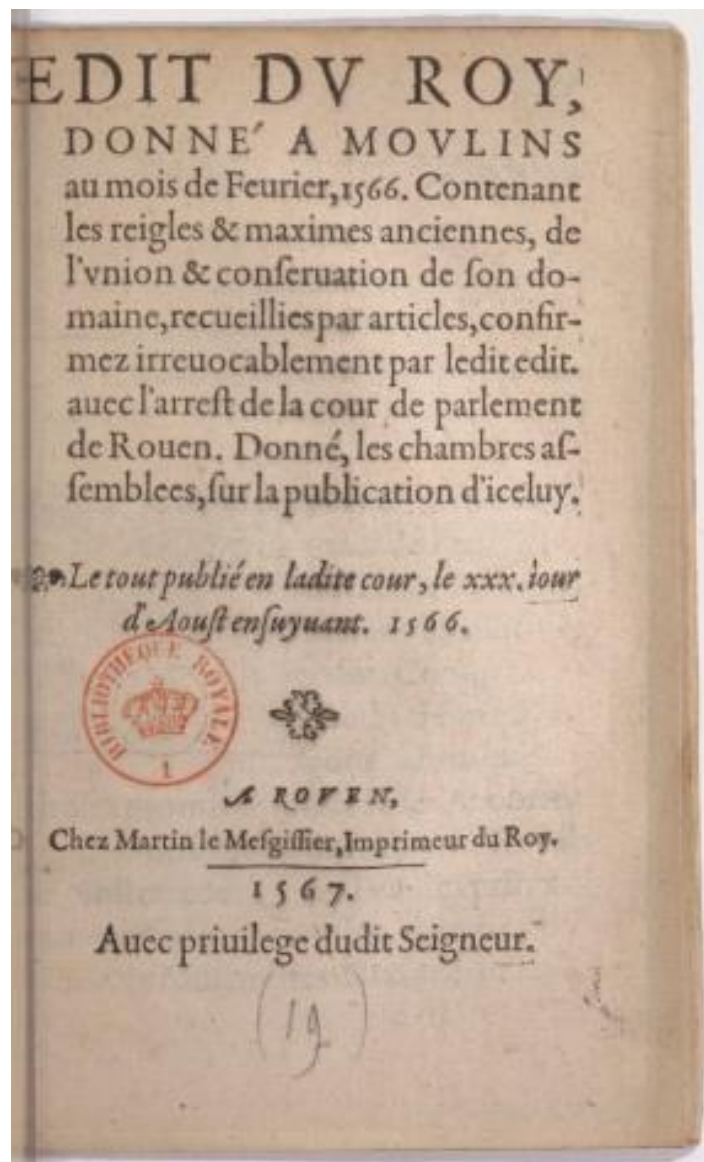 EDIT DV ROY,
DONNE´ A MOVLINS
au mois de Feurier, 1566. Contenant
les reigles & maximes anciennes, de
l'vnion & conſeruation de ſon do-
maine, recueillies par articles, confir-
mez irreuocablement par ledit edit.
auec l'arreſt de la cour de parlement
de Rouen. Donné, les chambres aſ-
ſemblees, ſur la publication d'iceluy.
Le tout publié en ladite cour, le xxx. iour
d'Aouſt enſuyuant. 1566.
BIBLIOTHEQUE ROYALE
1
A ROVEN,
Chez Martin le Meſgiſſier, Imprimeur du Roy.
1567.
Auec priuilege dudit Seigneur.
(19)